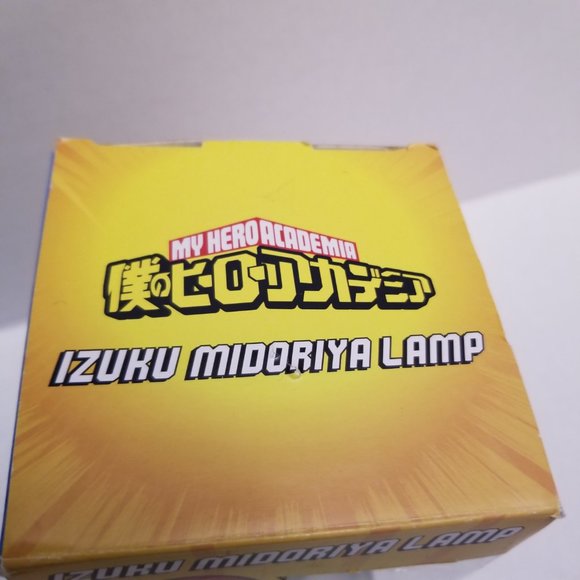 MY HERO ACADEMIA
僕のヒーローアカデミア
IZUKU MIDORIYA LAMP
IZUKU MIDORIYA LAMP